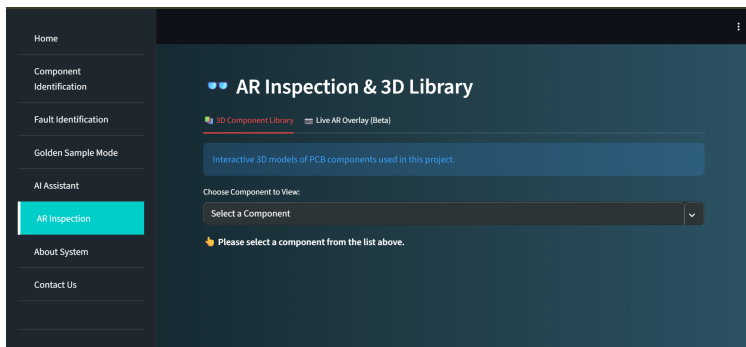 Home
Component
Identification
Fault Identification
Golden Sample Mode
AI Assistant
AR Inspection
About System
Contact Us
AR Inspection & 3D Library
3D Component Library
Live AR Overlay (Beta)
Interactive 3D models of PCB components used in this project.
Choose Component to View:
Select a Component
Please select a component from the list above.